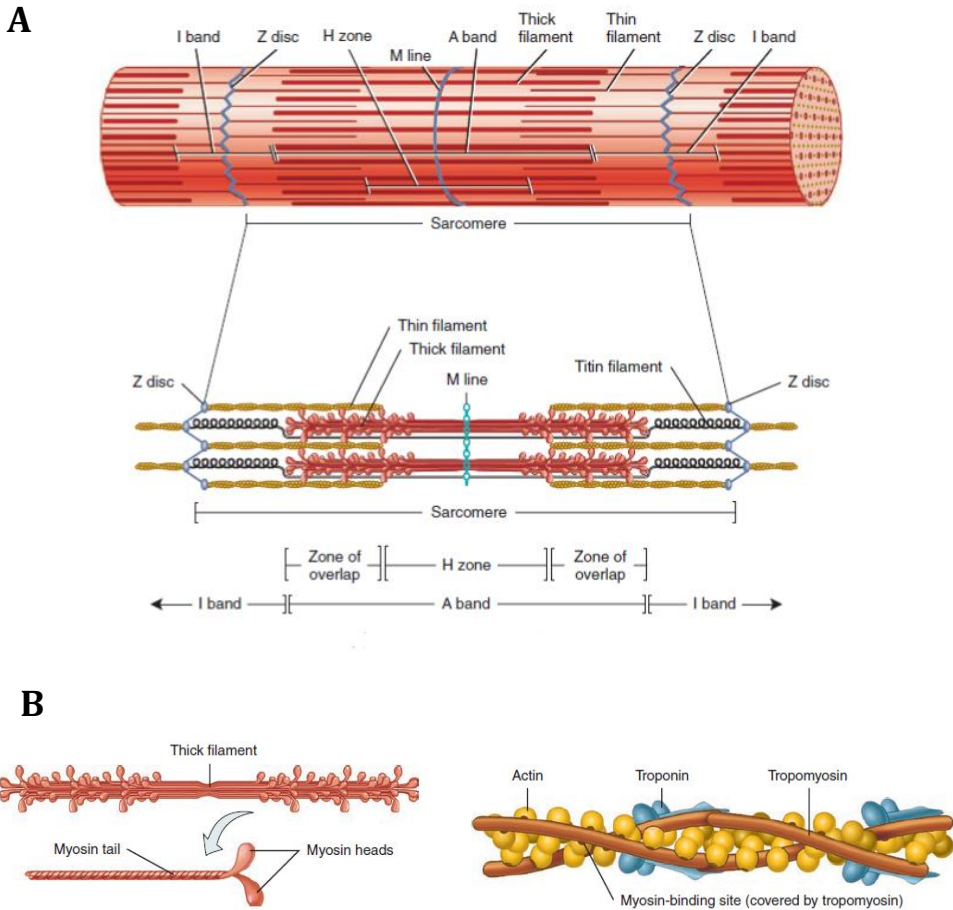 A
I band
Z disc
H zone
M line
A band
Thick
filament
Thin
filament
Z disc
I band
Sarcomere
Thin filament
Thick filament
Z disc
M line
Titin filament
Z disc
Sarcomere
Zone of
overlap
H zone
Zone of
overlap
I band
A band
I band
B
Thick filament
Myosin tail
Myosin heads
Actin
Troponin
Tropomyosin
Myosin-binding site (covered by tropomyosin)